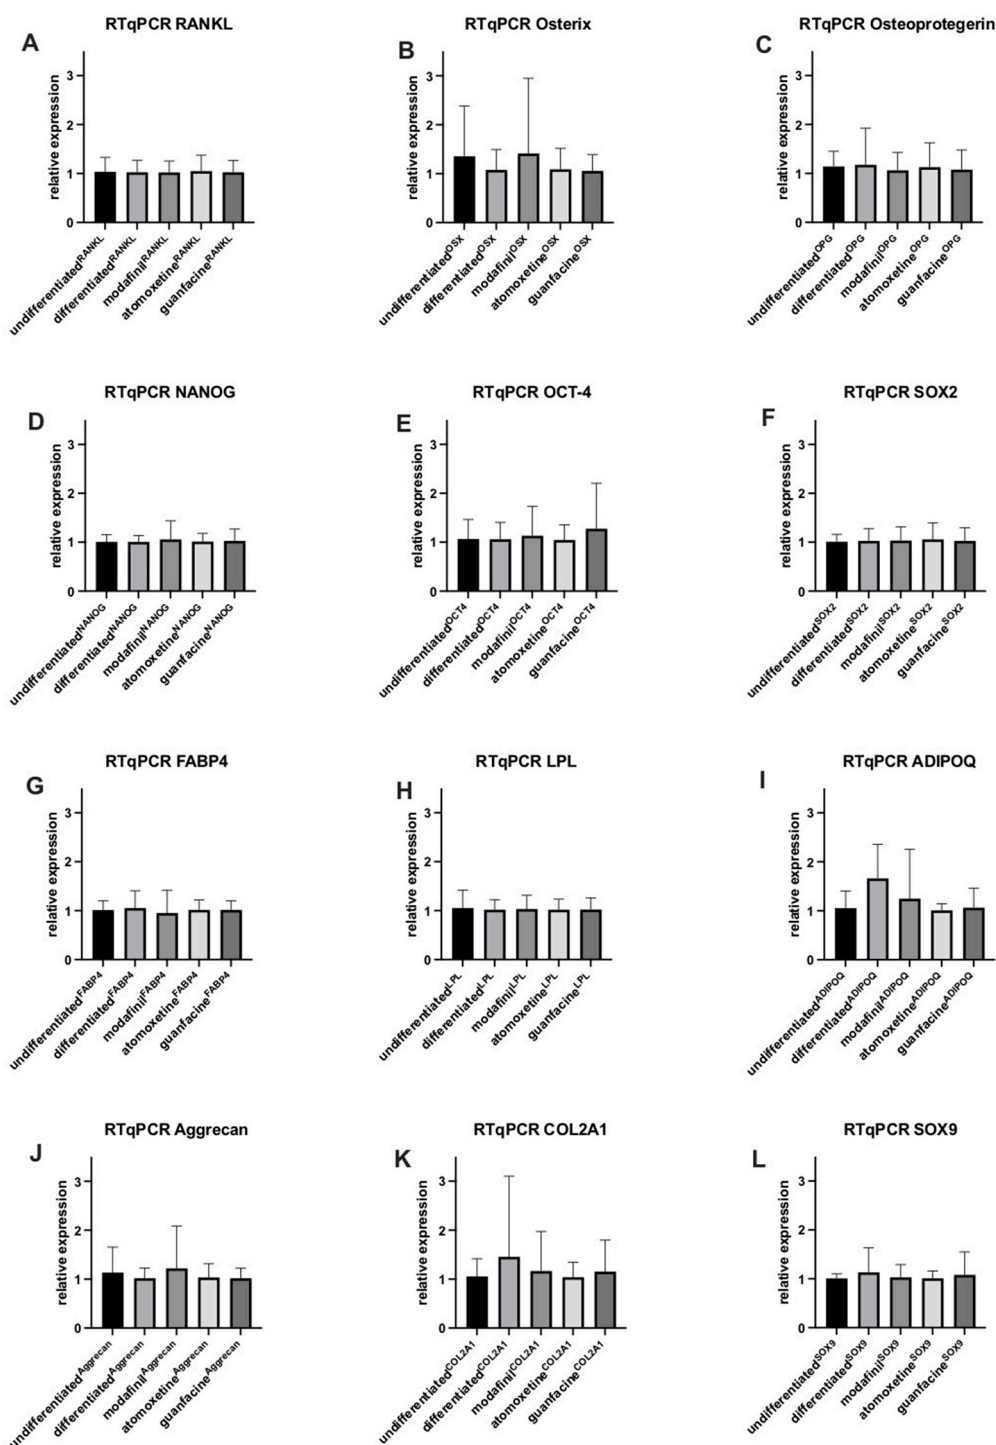 RTqPCR RANKL
A
relative expression
3
2
1
0
undifferentiatedRANKL
differentiatedRANKL
modafinilRANKL
atomoxetineRANKL
guanfacineRANKL
RTqPCR Osterix
B
relative expression
3
2
1
0
undifferentiatedOSX
differentiatedOSX
modafinilOSX
atomoxetineOSX
guanfacineOSX
RTqPCR Osteoprotegerin
C
relative expression
3
2
1
0
undifferentiatedOPG
differentiatedOPG
modafinilOPG
atomoxetineOPG
guanfacineOPG
RTqPCR NANOG
D
relative expression
3
2
1
0
undifferentiatedNANOG
differentiatedNANOG
modafinilNANOG
atomoxetineNANOG
guanfacineNANOG
RTqPCR OCT-4
E
relative expression
3
2
1
0
undifferentiatedOCT4
differentiatedOCT4
modafinilOCT4
atomoxetineOCT4
guanfacineOCT4
RTqPCR SOX2
F
relative expression
3
2
1
0
undifferentiatedSOX2
differentiatedSOX2
modafinilSOX2
atomoxetineSOX2
guanfacineSOX2
RTqPCR FABP4
G
relative expression
3
2
1
0
undifferentiatedFABP4
differentiatedFABP4
modafinilFABP4
atomoxetineFABP4
guanfacineFABP4
RTqPCR LPL
H
relative expression
3
2
1
0
undifferentiatedLPL
differentiatedLPL
modafinilLPL
atomoxetineLPL
guanfacineLPL
RTqPCR ADIPOQ
I
relative expression
3
2
1
0
undifferentiatedADIPOQ
differentiatedADIPOQ
modafinilADIPOQ
atomoxetineADIPOQ
guanfacineADIPOQ
RTqPCR Aggrecan
J
relative expression
3
2
1
0
undifferentiatedAggrecan
differentiatedAggrecan
modafinilAggrecan
atomoxetineAggrecan
guanfacineAggrecan
RTqPCR COL2A1
K
relative expression
3
2
1
0
undifferentiatedCOL2A1
differentiatedCOL2A1
modafinilCOL2A1
atomoxetineCOL2A1
guanfacineCOL2A1
RTqPCR SOX9
L
relative expression
3
2
1
0
undifferentiatedSOX9
differentiatedSOX9
modafinilSOX9
atomoxetineSOX9
guanfacineSOX9